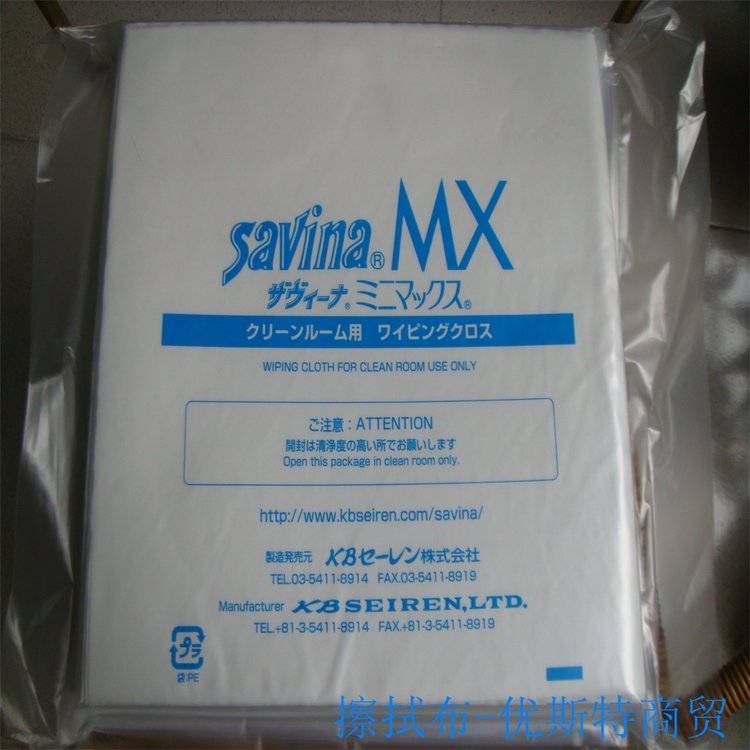 savina® MX
ザヴィーナ® ミニマックス®
クリーンルーム用 ワイピングクロス
WIPING CLOTH FOR CLEAN ROOM USE ONLY
ご注意 : ATTENTION
開封は清浄度の高い所でお願いします
Open this package in clean room only.
http://www.kbseiren.com/savina/
製造発売元 KBセーレン株式会社
TEL.03-5411-8914 FAX.03-5411-8919
Manufacturer KB SEIREN,LTD.
TEL.+81-3-5411-8914 FAX.+81-3-5411-8919
プラ
袋:PE
擦拭布-优斯特商贸